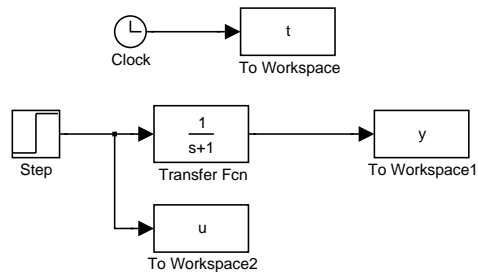 t
Clock
To Workspace
1
s+1
y
Step
Transfer Fcn
To Workspace1
u
To Workspace2